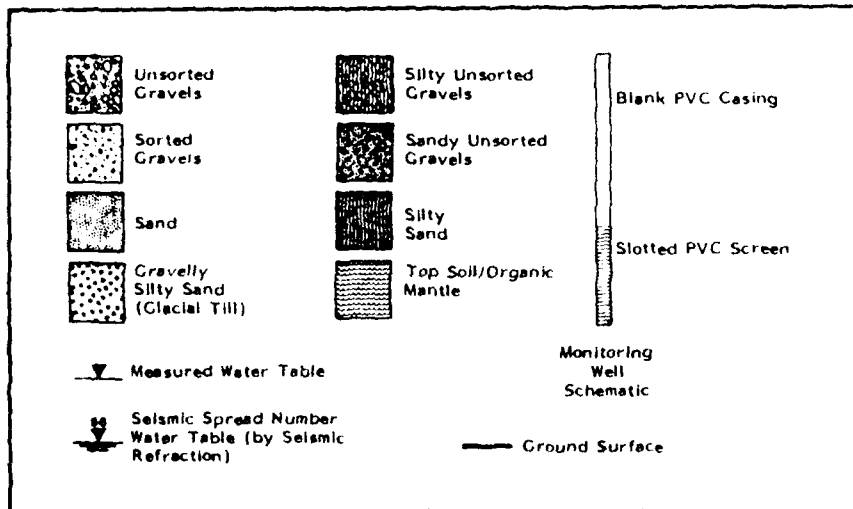 Unsorted
Gravels
Sorted
Gravels
Sand
Gravelly
Silty Sand
(Glacial Till)
Measured Water Table
Seismic Spread Number
Water Table (by Seismic
Refraction)
Silty Unsorted
Gravels
Sandy Unsorted
Gravels
Silty
Sand
Top Soil/Organic
Mantle
Blank PVC Casing
Slotted PVC Screen
Monitoring
Well
Schematic
Ground Surface